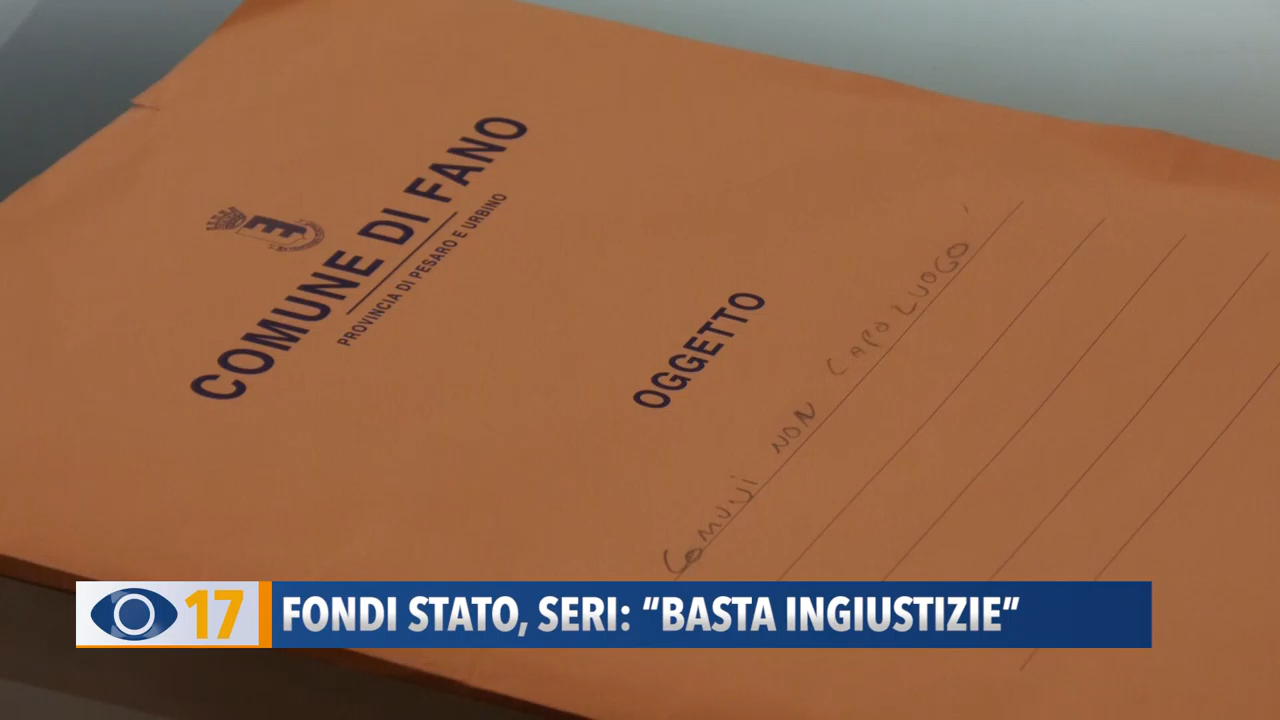 COMUNE DI FANO
PROVINCIA DI PESARO E URBINO
OGGETTO
COMUNI NON CAPOLUOGO
17
FONDI STATO, SERI: “BASTA INGIUSTIZIE”